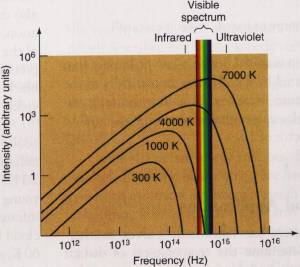 Visible
spectrum
Infrared
Ultraviolet
10⁶
10³
1
Intensity (arbitrary units)
7000 K
4000 K
1000 K
300 K
10¹²
10¹³
10¹⁴
10¹⁵
10¹⁶
Frequency (Hz)